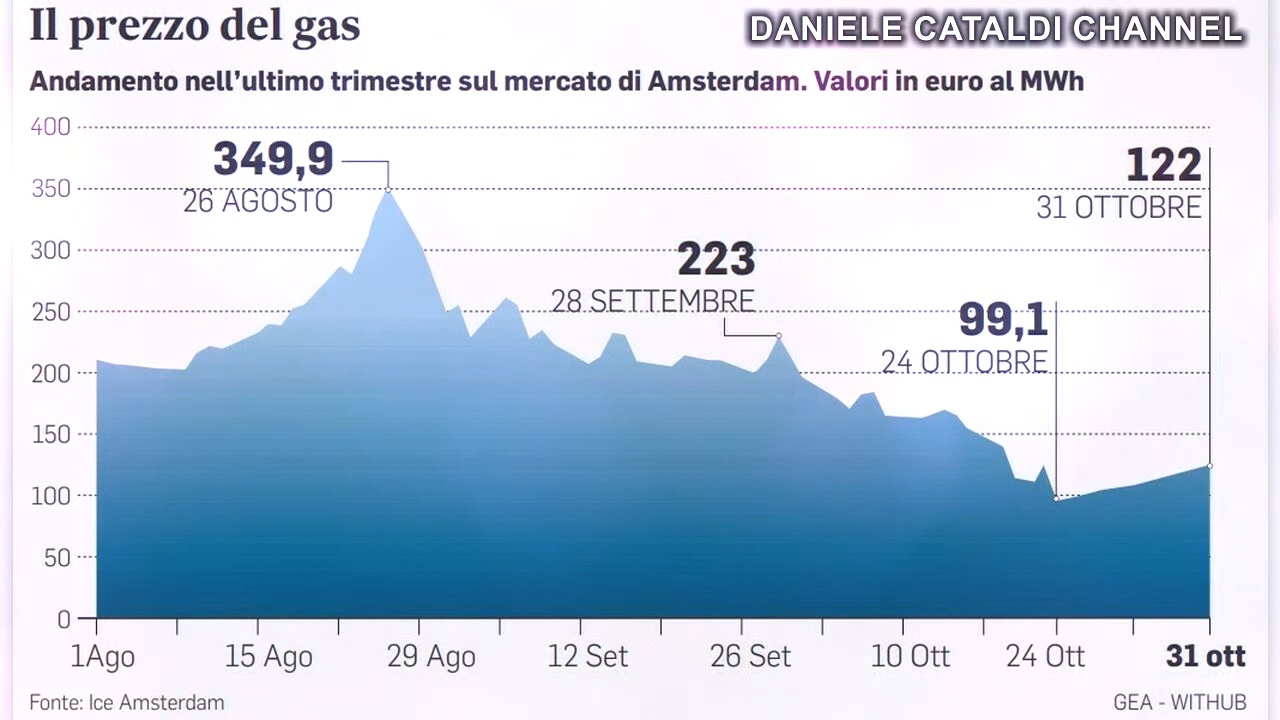 Il prezzo del gas
DANIELE CATALDI CHANNEL
Andamento nell'ultimo trimestre sul mercato di Amsterdam. Valori in euro al MWh
400
349,9
26 AGOSTO
122
31 OTTOBRE
350
300
223
28 SETTEMBRE
250
99,1
24 OTTOBRE
200
150
100
50
0
1Ago
15 Ago
29 Ago
12 Set
26 Set
10 Ott
24 Ott
31 ott
Fonte: Ice Amsterdam
GEA - WITHUB